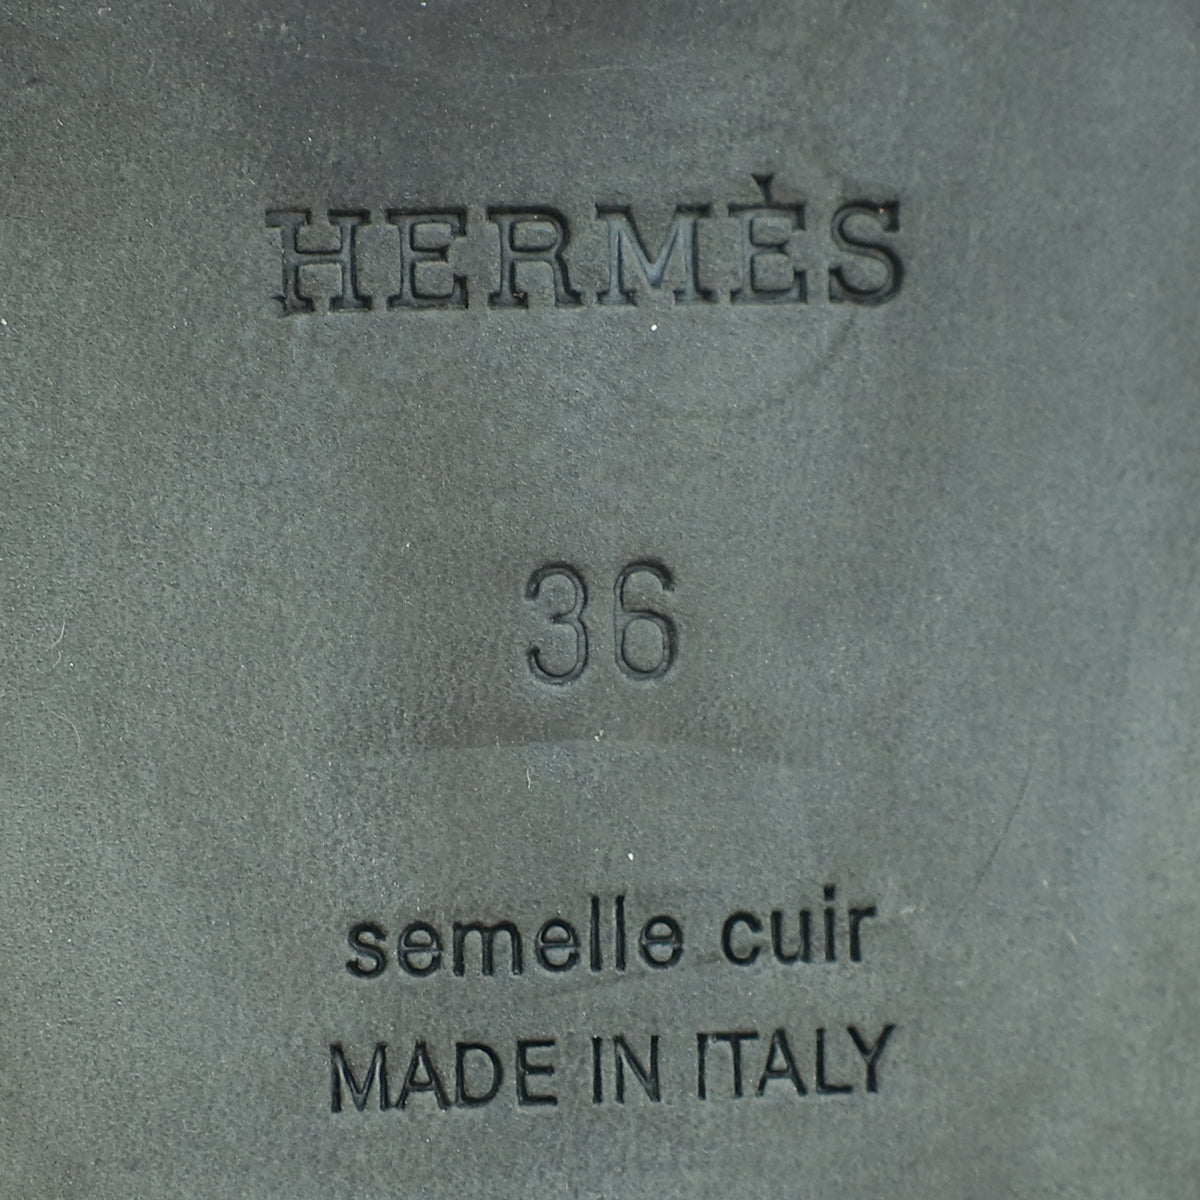 HERMÈS
36
semelle cuir
MADE IN ITALY